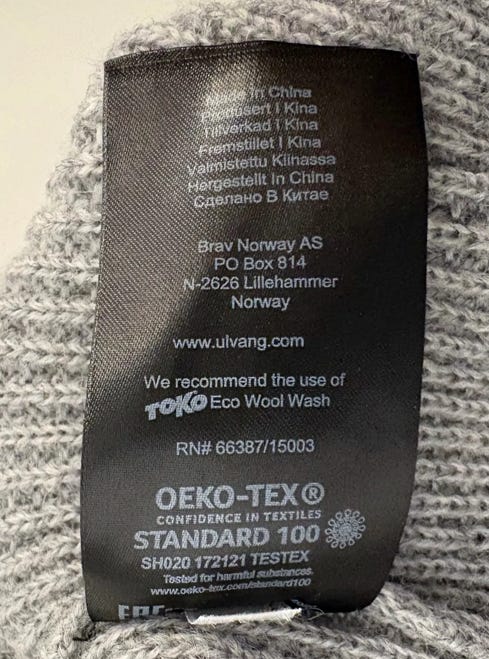 Made in China
Produsert I Kina
Tillverkad I Kina
Fremstillet I Kina
Valmistettu Kiinassa
Hergestellt In China
Сделано В Китае
Brav Norway AS
PO Box 814
N-2626 Lillehammer
Norway
www.ulvang.com
We recommend the use of
TOKO Eco Wool Wash
RN# 66387/15003
OEKO-TEX®
CONFIDENCE IN TEXTILES
STANDARD 100
SH020 172121 TESTEX
Tested for harmful substances.
www.oeko-tex.com/standard100